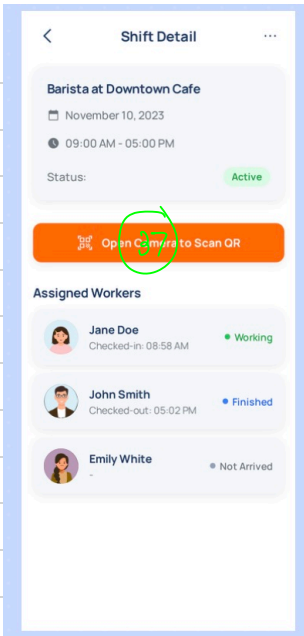 Shift Detail
Barista at Downtown Cafe
November 10, 2023
09:00 AM - 05:00 PM
Status:
Active
Open Camera to Scan QR
37
Assigned Workers
Jane Doe
Checked-in: 08:58 AM
Working
John Smith
Checked-out: 05:02 PM
Finished
Emily White
-
Not Arrived